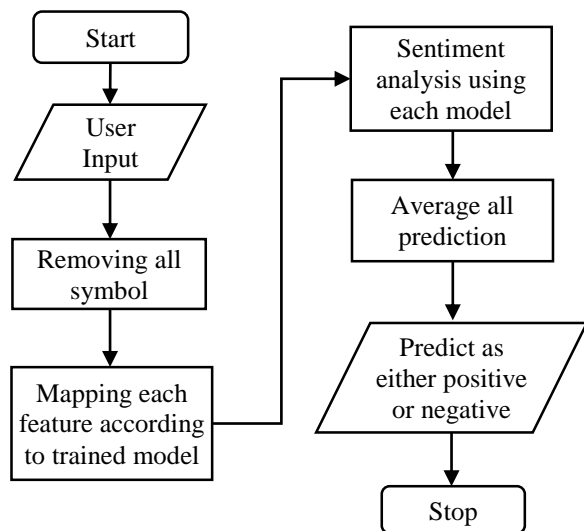 Start
User
Input
Removing all
symbol
Mapping each
feature according
to trained model
Sentiment
analysis using
each model
Average all
prediction
Predict as
either positive
or negative
Stop